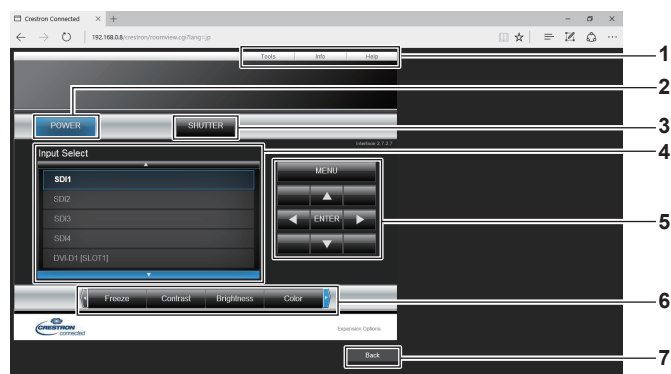 Crestron Connected
192.168.0.8/crestron/roomview.cgi?lang=jp
Tools Info Help
1
2
POWER
SHUTTER
3
Interface 2.7.2.7
4
Input Select
SDI1
SDI2
SDI3
SDI4
DVI-D1 [SLOT1]
MENU
ENTER
5
Freeze Contrast Brightness Color
6
CRESTRON
connected
Expansion Options
Back
7